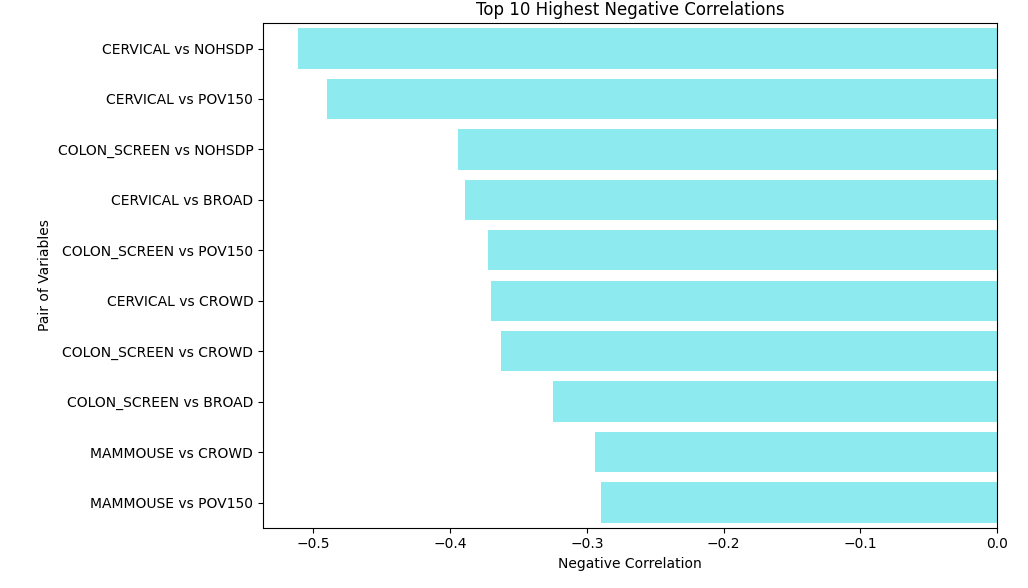 Top 10 Highest Negative Correlations
Pair of Variables
CERVICAL vs NOHSDP
CERVICAL vs POV150
COLON_SCREEN vs NOHSDP
CERVICAL vs BROAD
COLON_SCREEN vs POV150
CERVICAL vs CROWD
COLON_SCREEN vs CROWD
COLON_SCREEN vs BROAD
MAMMOUSE vs CROWD
MAMMOUSE vs POV150
−0.5 −0.4 −0.3 −0.2 −0.1 0.0
Negative Correlation